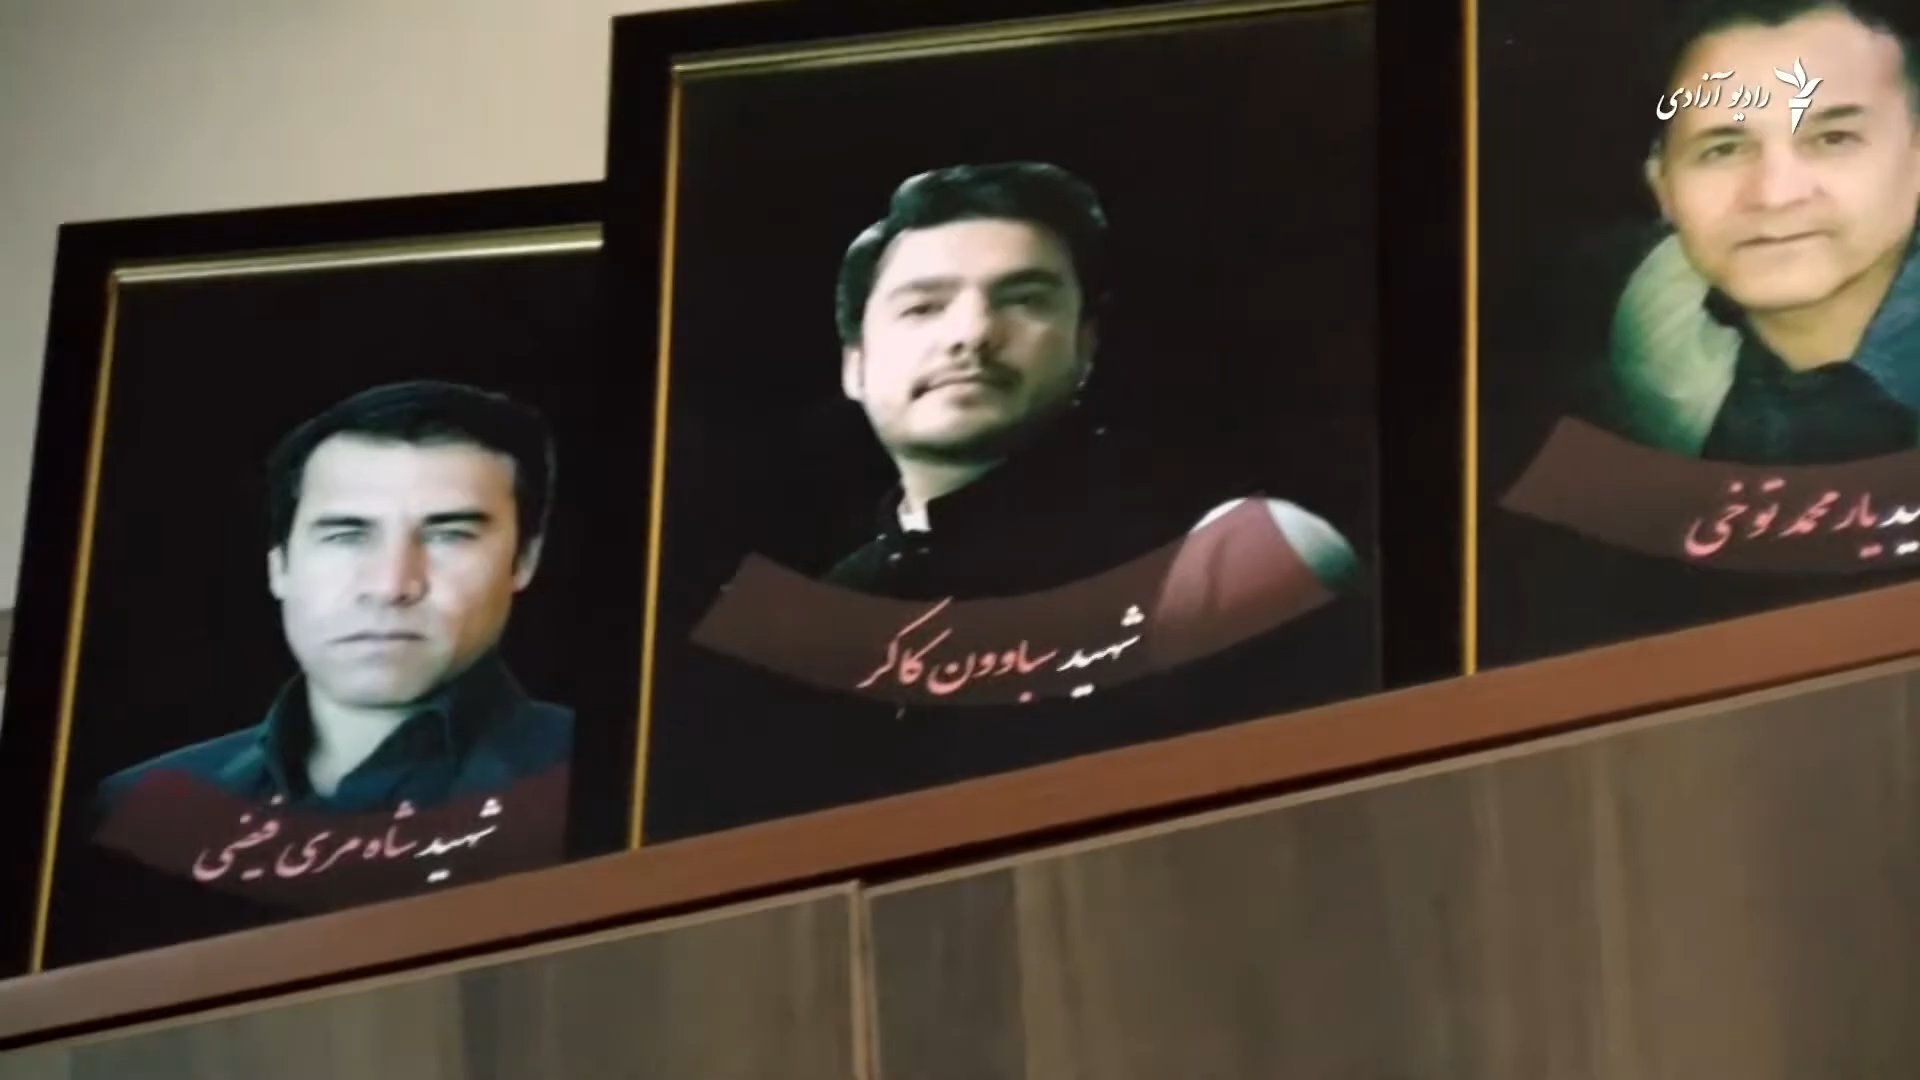 رادیو آزادی
شهید یار محمد توخی
شهید سباوون کاکر
شهید شاه مری فیضی